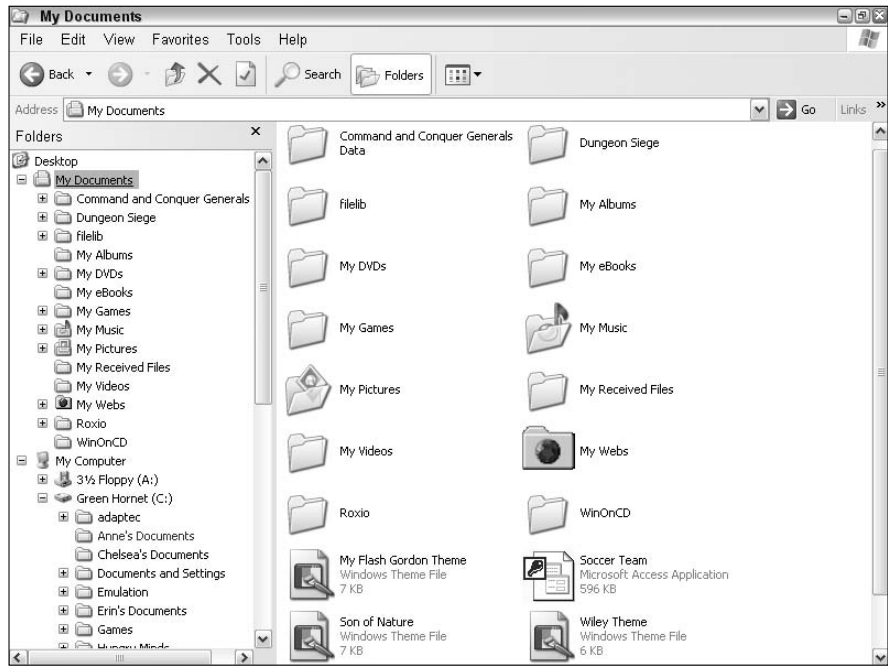 My Documents
File Edit View Favorites Tools Help
Back Search Folders
Address My Documents Go Links »
Folders x
Desktop
My Documents
Command and Conquer Generals
Dungeon Siege
filelib
My Albums
My DVDs
My eBooks
My Games
My Music
My Pictures
My Received Files
My Videos
My Webs
Roxio
WinOnCD
My Computer
3½ Floppy (A:)
Green Hornet (C:)
adaptec
Anne's Documents
Chelsea's Documents
Documents and Settings
Emulation
Erin's Documents
Games
Hungry Minds
Command and Conquer Generals
Data
Dungeon Siege
filelib
My Albums
My DVDs
My eBooks
My Games
My Music
My Pictures
My Received Files
My Videos
My Webs
Roxio
WinOnCD
My Flash Gordon Theme
Windows Theme File
7 KB
Soccer Team
Microsoft Access Application
596 KB
Son of Nature
Windows Theme File
7 KB
Wiley Theme
Windows Theme File
6 KB